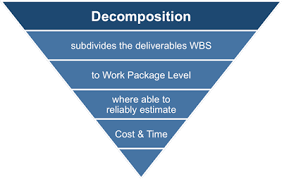 Decomposition
subdivides the deliverables WBS
to Work Package Level
where able to
reliably estimate
Cost & Time